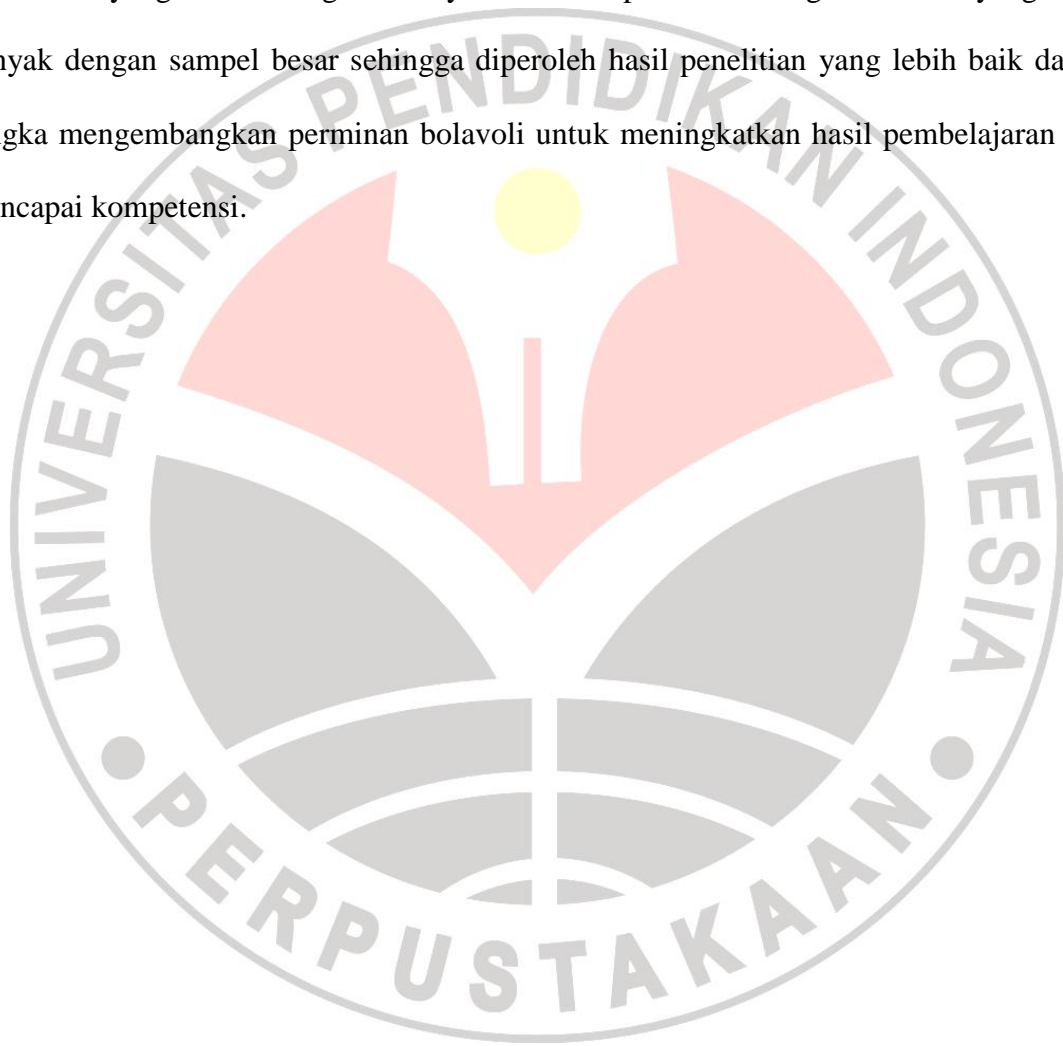 nyak dengan sampel besar sehingga diperoleh hasil penelitian yang lebih baik da
ngka mengembangkan perminan bolavoli untuk meningkatkan hasil pembelajaran
ncapai kompetensi.
UNIVERSITAS PENDIDIKAN INDONESIA
PERPUSTAKAAN